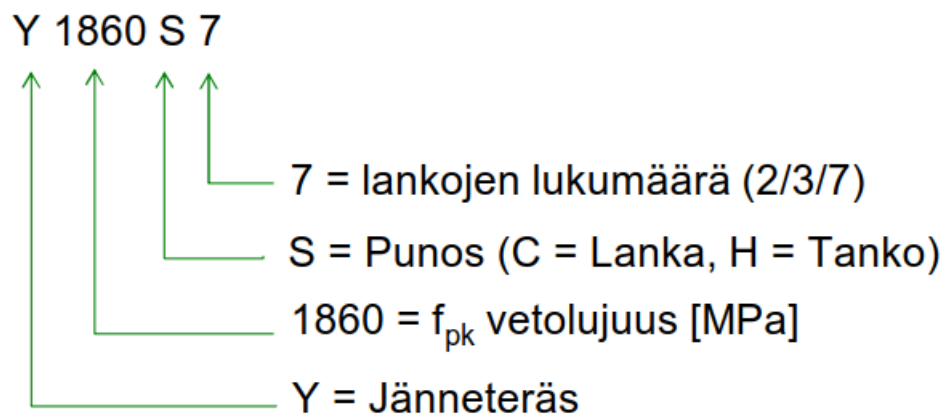 Y 1860 S 7
7 = lankojen lukumäärä (2/3/7)
S = Punos (C = Lanka, H = Tanko)
1860 = fpk vetolujuus [MPa]
Y = Jänneteräs